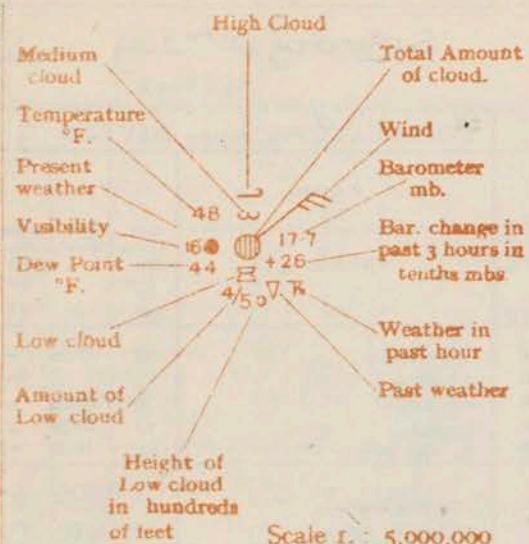 High Cloud
Medium
cloud
Total Amount
of cloud.
Temperature
°F.
Wind
Present
weather
Barometer
mb.
48
Visibility
16
17.7
Bar. change in
past 3 hours in
tenths mbs
Dew Point
°F.
44
+26
4/50
Low cloud
Weather in
past hour
Amount of
Low cloud
Past weather
Height of
Low cloud
in hundreds
of feet
Scale 1. : 5,000,000